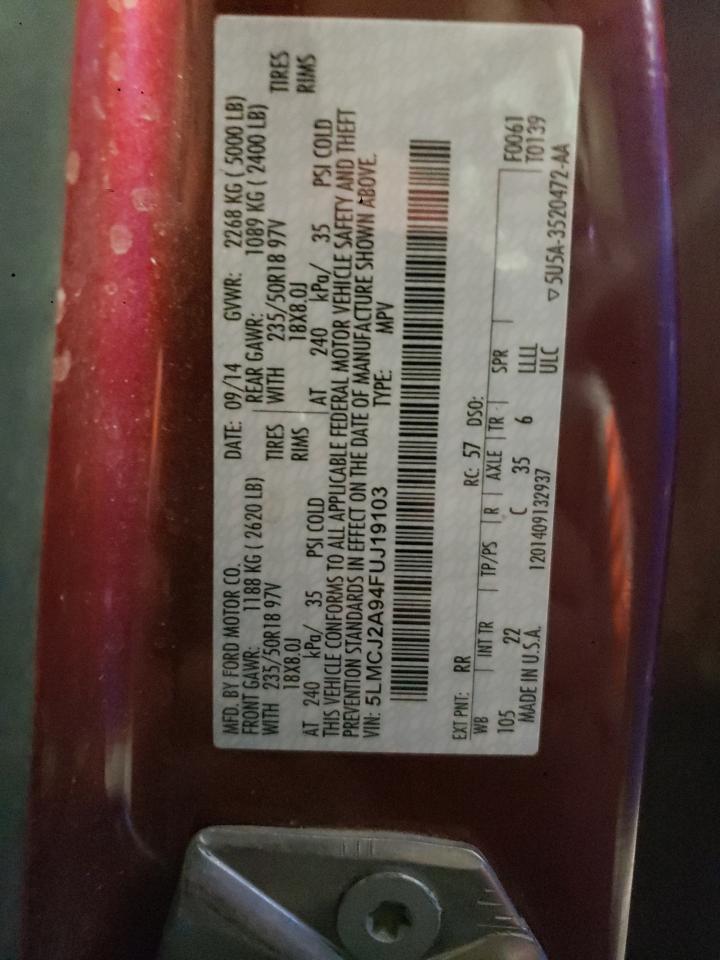 MFD. BY FORD MOTOR CO. DATE: 09/14 GVWR: 2268 KG ( 5000 LB)
FRONT GAWR: 1188 KG ( 2620 LB) REAR GAWR: 1089 KG ( 2400 LB)
WITH 235/50R18 97V TIRES WITH 235/50R18 97V TIRES
18X8.0J RIMS 18X8.0J RIMS
AT 240 kPa/ 35 PSI COLD AT 240 kPa/ 35 PSI COLD
THIS VEHICLE CONFORMS TO ALL APPLICABLE FEDERAL MOTOR VEHICLE SAFETY AND THEFT
PREVENTION STANDARDS IN EFFECT ON THE DATE OF MANUFACTURE SHOWN ABOVE.
VIN: 5LMCJ2A94FUJ19103 TYPE: MPV
EXT PNT: RR RC: 57 DSO: F0061
WB INT TR TP/PS R AXLE TR SPR T0139
105 22 C 35 6 LLLL
MADE IN U.S.A. 1201409132937 ULC ▽5U5A-3520472-AA